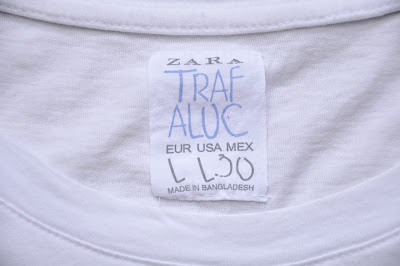 ZARA
TRAF
ALUC
EUR USA MEX
L L 30
MADE IN BANGLADESH